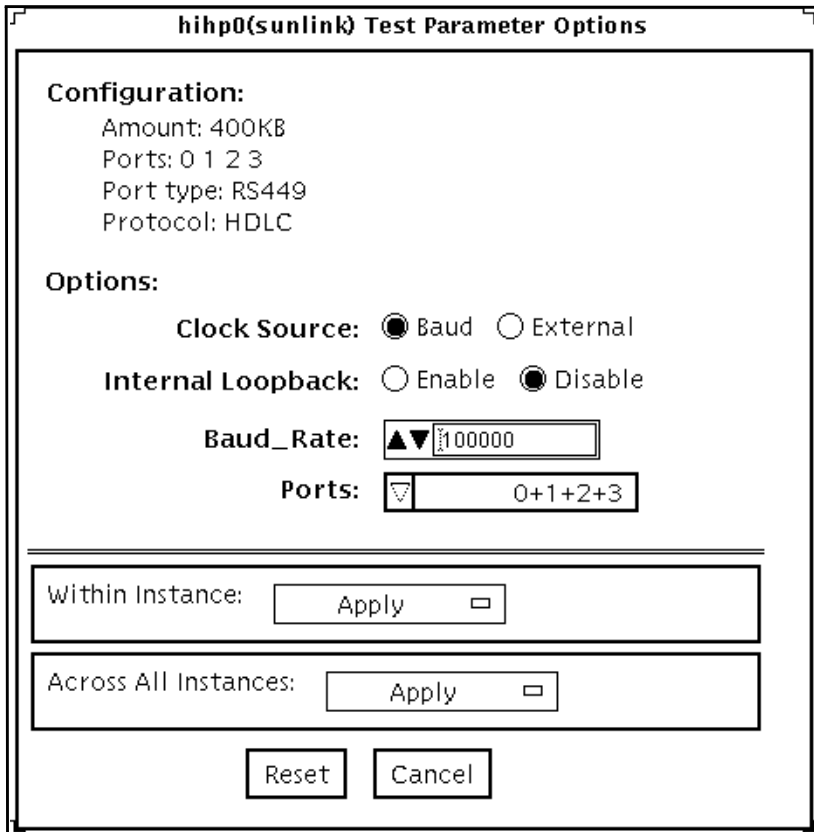 hihp0(sunlink) Test Parameter Options
Configuration:
Amount: 400KB
Ports: 0 1 2 3
Port type: RS449
Protocol: HDLC
Options:
Clock Source: Baud External
Internal Loopback: Enable Disable
Baud_Rate: 100000
Ports: 0+1+2+3
Within Instance: Apply
Across All Instances: Apply
Reset Cancel